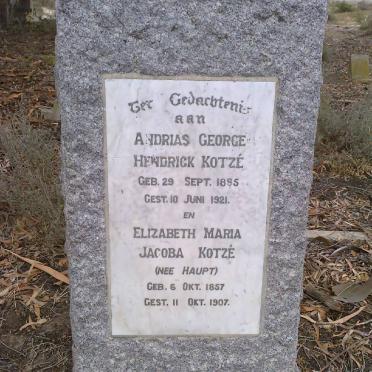 Ter Gedachtenis
aan
ANDRIAS GEORGE
HENDRICK KOTZÉ
GEB. 29 SEPT. 1855
GEST. 10 JUNI 1921.
EN
ELIZABETH MARIA
JACOBA KOTZÉ
(NEE HAUPT)
GEB. 6 OKT. 1857
GEST. 11 OKT. 1907.